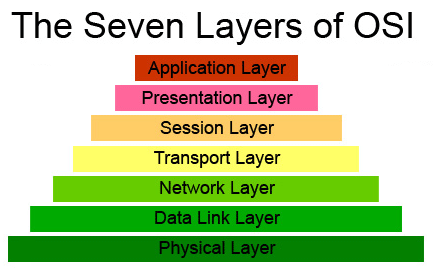 The Seven Layers of OSI
Application Layer
Presentation Layer
Session Layer
Transport Layer
Network Layer
Data Link Layer
Physical Layer